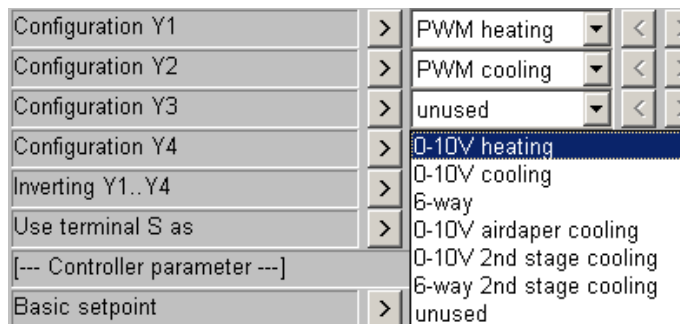 Configuration Y1 > PWM heating
Configuration Y2 > PWM cooling
Configuration Y3 > unused
Configuration Y4 > 0-10V heating
0-10V cooling
Inverting Y1..Y4 > 6-way
Use terminal S as > 0-10V airdaper cooling
[--- Controller parameter ---] 0-10V 2nd stage cooling
6-way 2nd stage cooling
Basic setpoint > unused